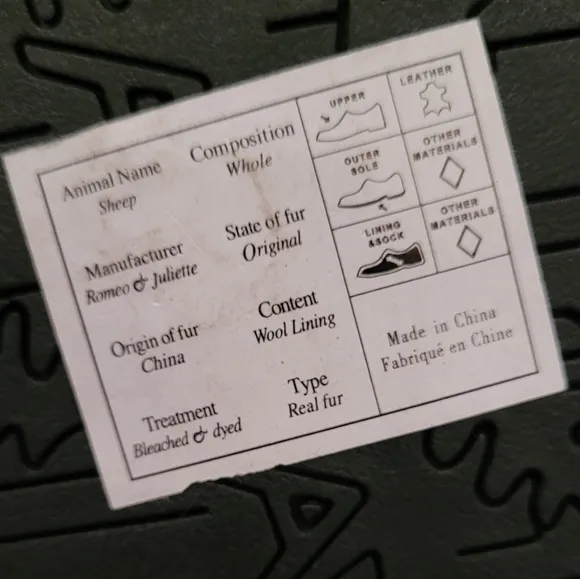 Animal Name
Sheep
Composition
Whole
Manufacturer
Romeo & Juliette
State of fur
Original
Origin of fur
China
Content
Wool Lining
Treatment
Bleached & dyed
Type
Real fur
UPPER
LEATHER
OUTER
SOLE
OTHER
MATERIALS
LINING
&SOCK
OTHER
MATERIALS
Made in China
Fabriqué en Chine